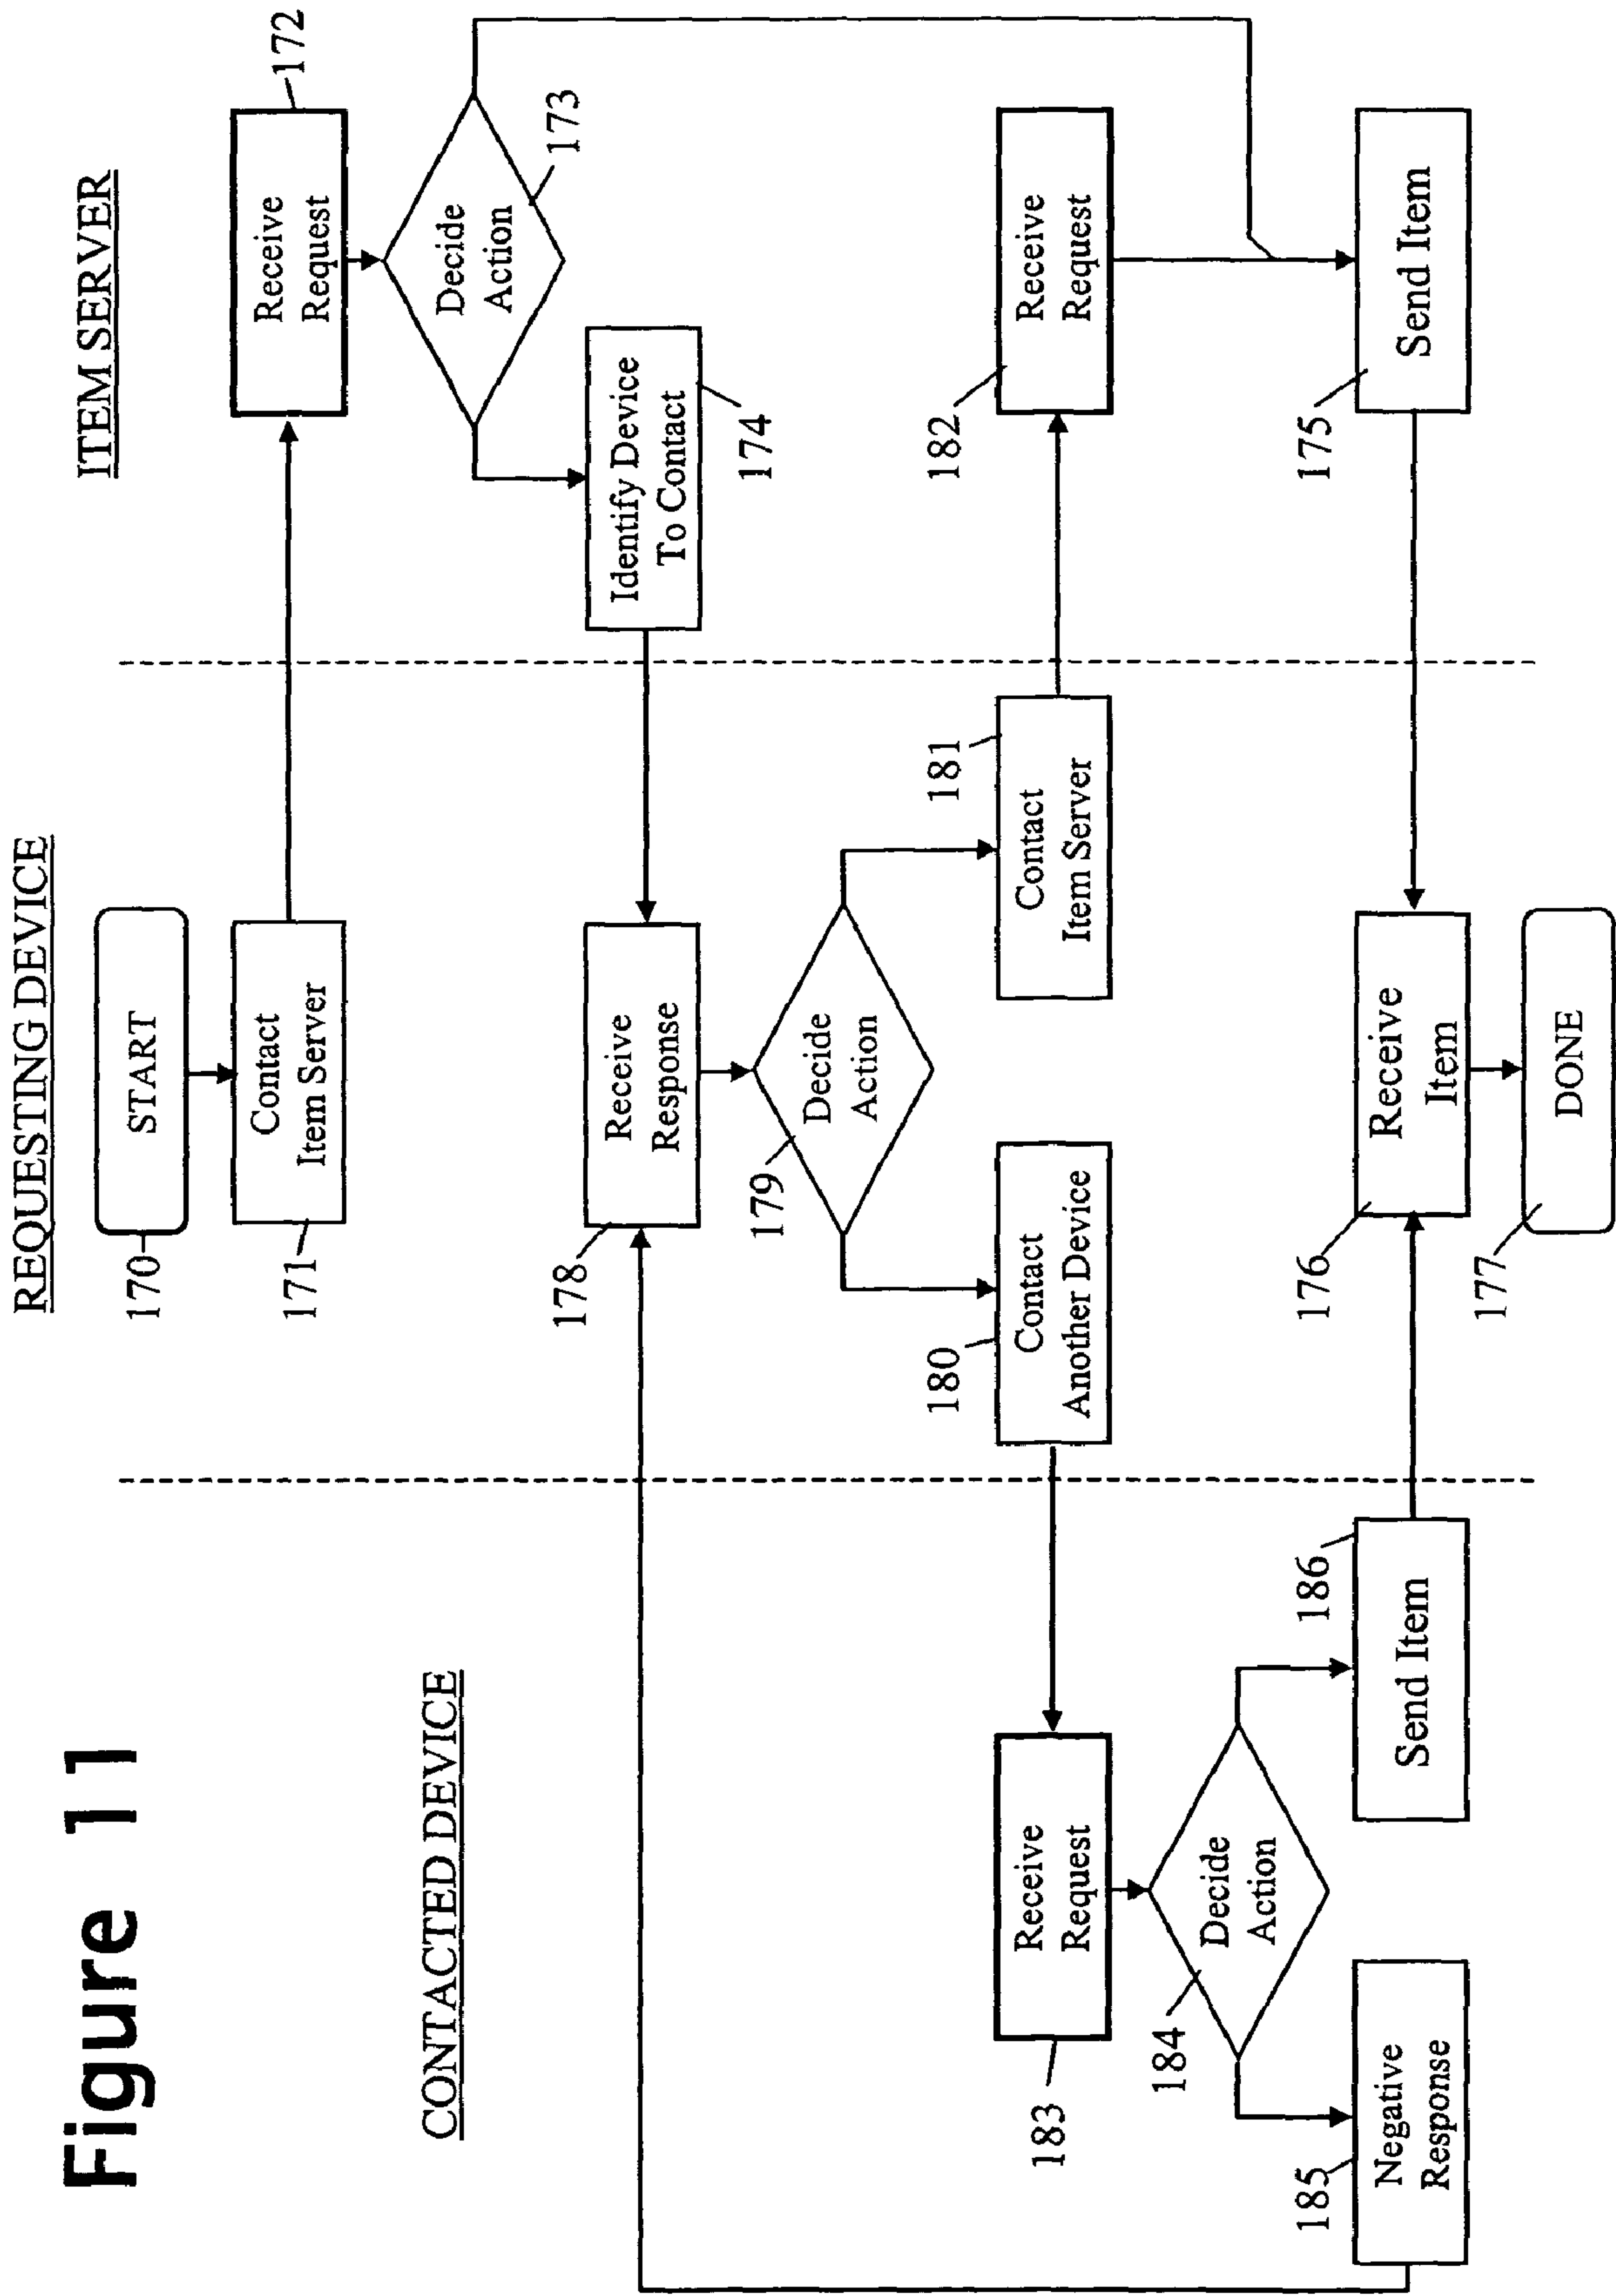 Figure 11
CONTACTED DEVICE
REQUESTING DEVICE
ITEM SERVER
START
170
Contact
Item Server
171
Receive
Request
172
Decide
Action
173
Identify Device
To Contact
174
Receive
Response
178
Decide
Action
179
Contact
Another Device
180
Contact
Item Server
181
Receive
Request
182
Receive
Request
183
Decide
Action
184
Negative
Response
185
Send Item
186
Receive
Item
176
Send Item
175
DONE
177